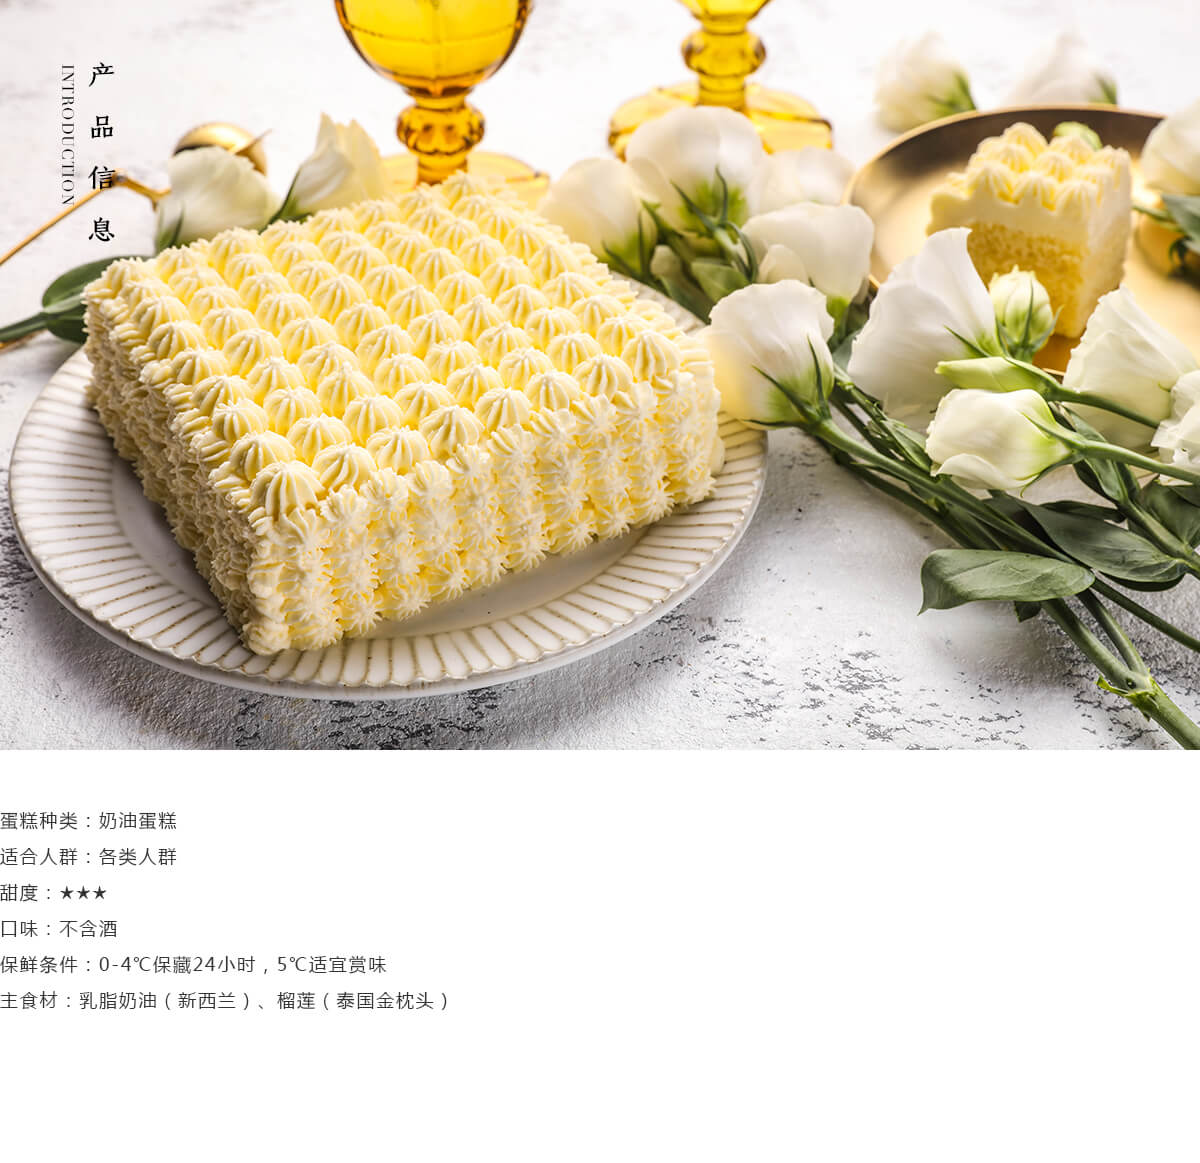 产品信息
INTRODUCTION
蛋糕种类：奶油蛋糕
适合人群：各类人群
甜度：★★★
口味：不含酒
保鲜条件：0-4℃保藏24小时，5℃适宜赏味
主食材：乳脂奶油（新西兰）、榴莲（泰国金枕头）